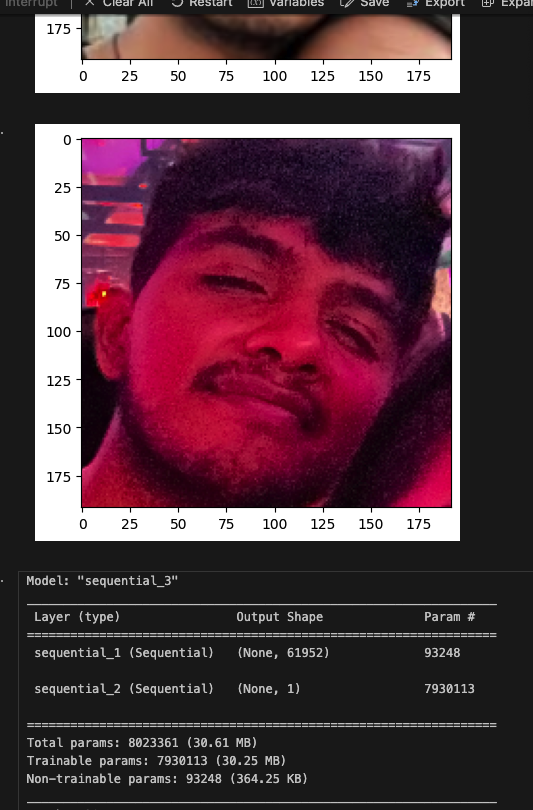 Interrupt Clear All Restart Variables Save Export
175
0 25 50 75 100 125 150 175
0
25
50
75
100
125
150
175
0 25 50 75 100 125 150 175
Model: "sequential_3"
Layer (type) Output Shape Param #
=================================================================
sequential_1 (Sequential) (None, 61952) 93248
sequential_2 (Sequential) (None, 1) 7930113
=================================================================
Total params: 8023361 (30.61 MB)
Trainable params: 7930113 (30.25 MB)
Non-trainable params: 93248 (364.25 KB)